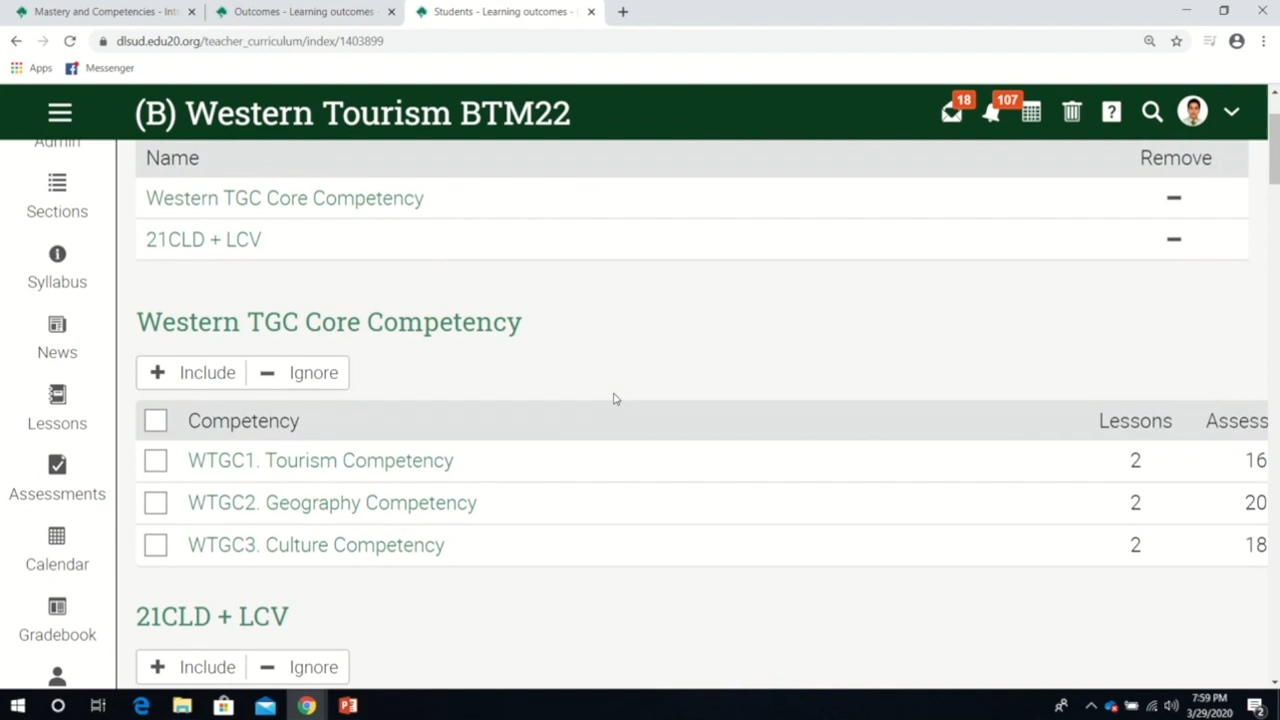 Mastery and Competencies - Int
Outcomes - Learning outcomes -
Students - Learning outcomes - (
dlsud.edu20.org/teacher_curriculum/index/1403899
Apps
Messenger
(B) Western Tourism BTM22
18
107
Admin
Sections
Syllabus
News
Lessons
Assessments
Calendar
Gradebook
Name
Remove
Western TGC Core Competency
21CLD + LCV
Western TGC Core Competency
Include
Ignore
Competency
Lessons
Assess
WTGC1. Tourism Competency
2
16
WTGC2. Geography Competency
2
20
WTGC3. Culture Competency
2
18
21CLD + LCV
Include
Ignore
7:59 PM
3/29/2020
2